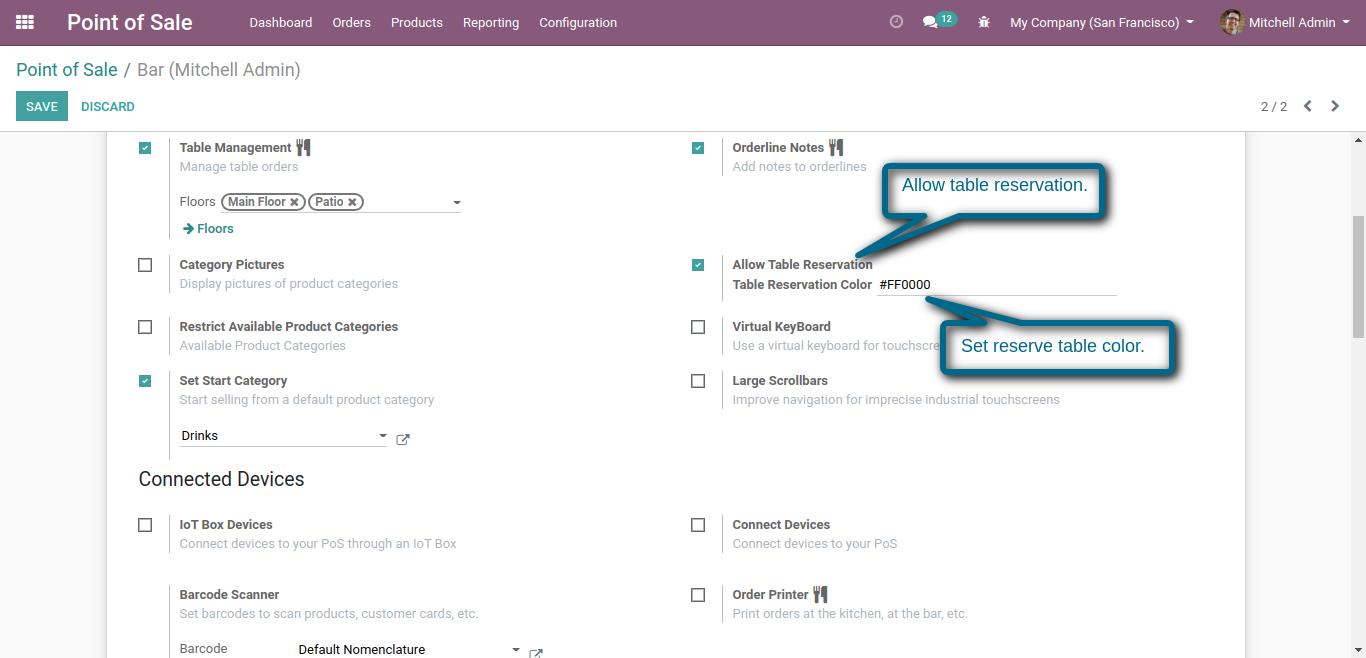 Point of Sale Dashboard Orders Products Reporting Configuration 12 My Company (San Francisco) Mitchell Admin
Point of Sale / Bar (Mitchell Admin)
SAVE DISCARD 2 / 2
Table Management
Manage table orders
Floors Main Floor Patio
Floors
Orderline Notes
Add notes to orderlines
Allow table reservation.
Category Pictures
Display pictures of product categories
Allow Table Reservation
Table Reservation Color #FF0000
Restrict Available Product Categories
Available Product Categories
Virtual KeyBoard
Use a virtual keyboard for touchscre
Set reserve table color.
Set Start Category
Start selling from a default product category
Drinks
Large Scrollbars
Improve navigation for imprecise industrial touchscreens
Connected Devices
IoT Box Devices
Connect devices to your PoS through an IoT Box
Connect Devices
Connect devices to your PoS
Barcode Scanner
Set barcodes to scan products, customer cards, etc.
Barcode Default Nomenclature
Order Printer
Print orders at the kitchen, at the bar, etc.